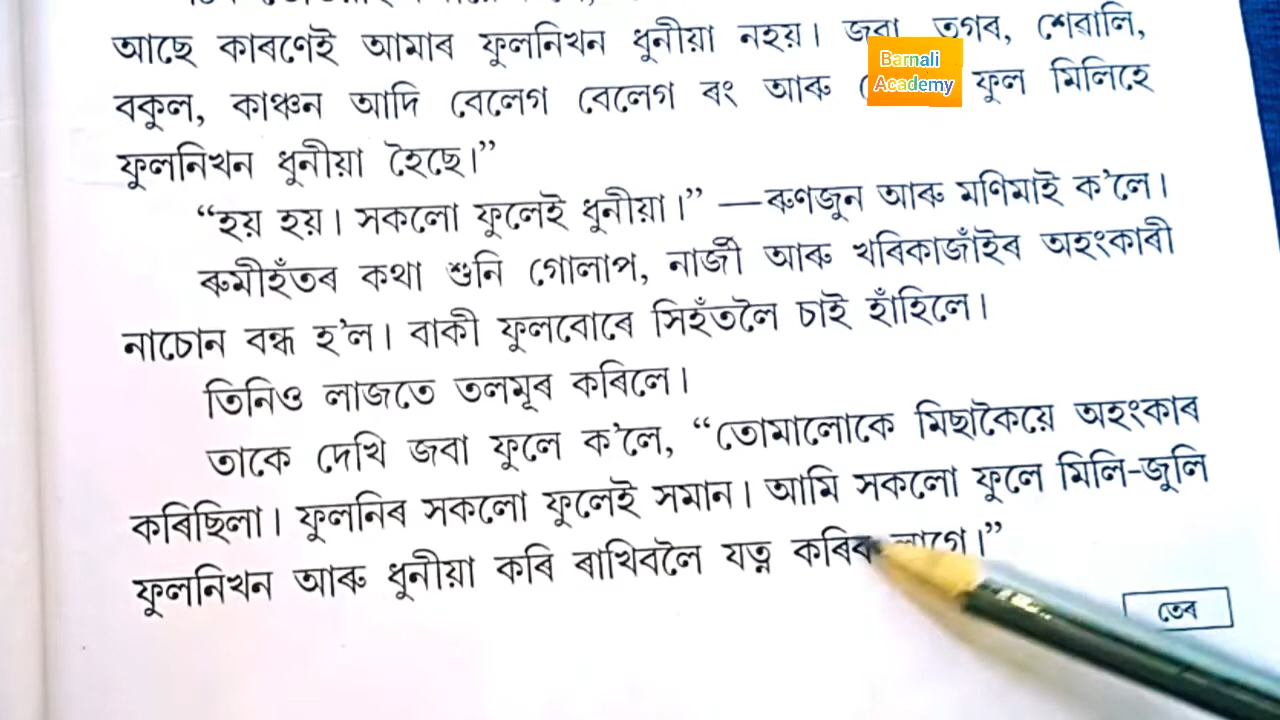 আছে কাৰণেই আমাৰ ফুলনিখন ধুনীয়া নহয়। জবা তগৰ, শেৱালি,
Barnali
Academy
বকুল, কাঞ্চন আদি বেলেগ বেলেগ ৰং আৰু ফুল মিলিহে
ফুলনিখন ধুনীয়া হৈছে।”
“হয় হয়। সকলো ফুলেই ধুনীয়া।” —ৰুণজুন আৰু মণিমাই ক’লে।
ৰুমীহঁতৰ কথা শুনি গোলাপ, নাৰ্জী আৰু খৰিকাজাঁইৰ অহংকাৰী
নাচোন বন্ধ হ’ল। বাকী ফুলবোৰে সিহঁতলৈ চাই হাঁহিলে।
তিনিও লাজতে তলমূৰ কৰিলে।
তাকে দেখি জবা ফুলে ক’লে, “তোমালোকে মিছাকৈয়ে অহংকাৰ
কৰিছিলা। ফুলনিৰ সকলো ফুলেই সমান। আমি সকলো ফুলে মিলি-জুলি
ফুলনিখন আৰু ধুনীয়া কৰি ৰাখিবলৈ যত্ন কৰিব লাগে।”
তেৰ